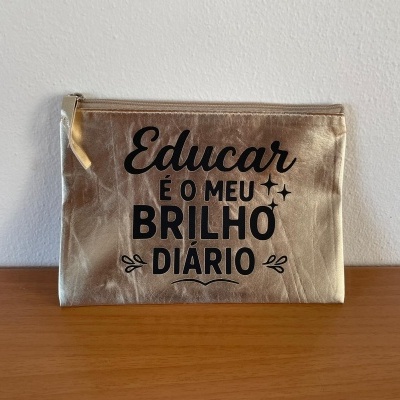 Educar
É O MEU
BRILHO
DIÁRIO